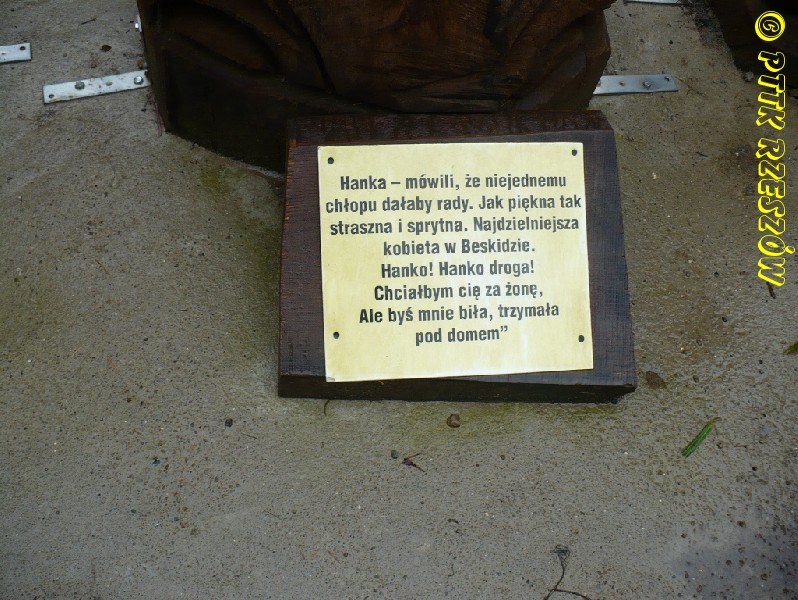 Hanka – mówili, że niejednemu
chłopu dałaby rady. Jak piękna tak
straszna i sprytna. Najdzielniejsza
kobieta w Beskidzie.
Hanko! Hanko droga!
Chciałbym cię za żonę,
Ale byś mnie biła, trzymała
pod domem”
© PTTK RZESZÓW